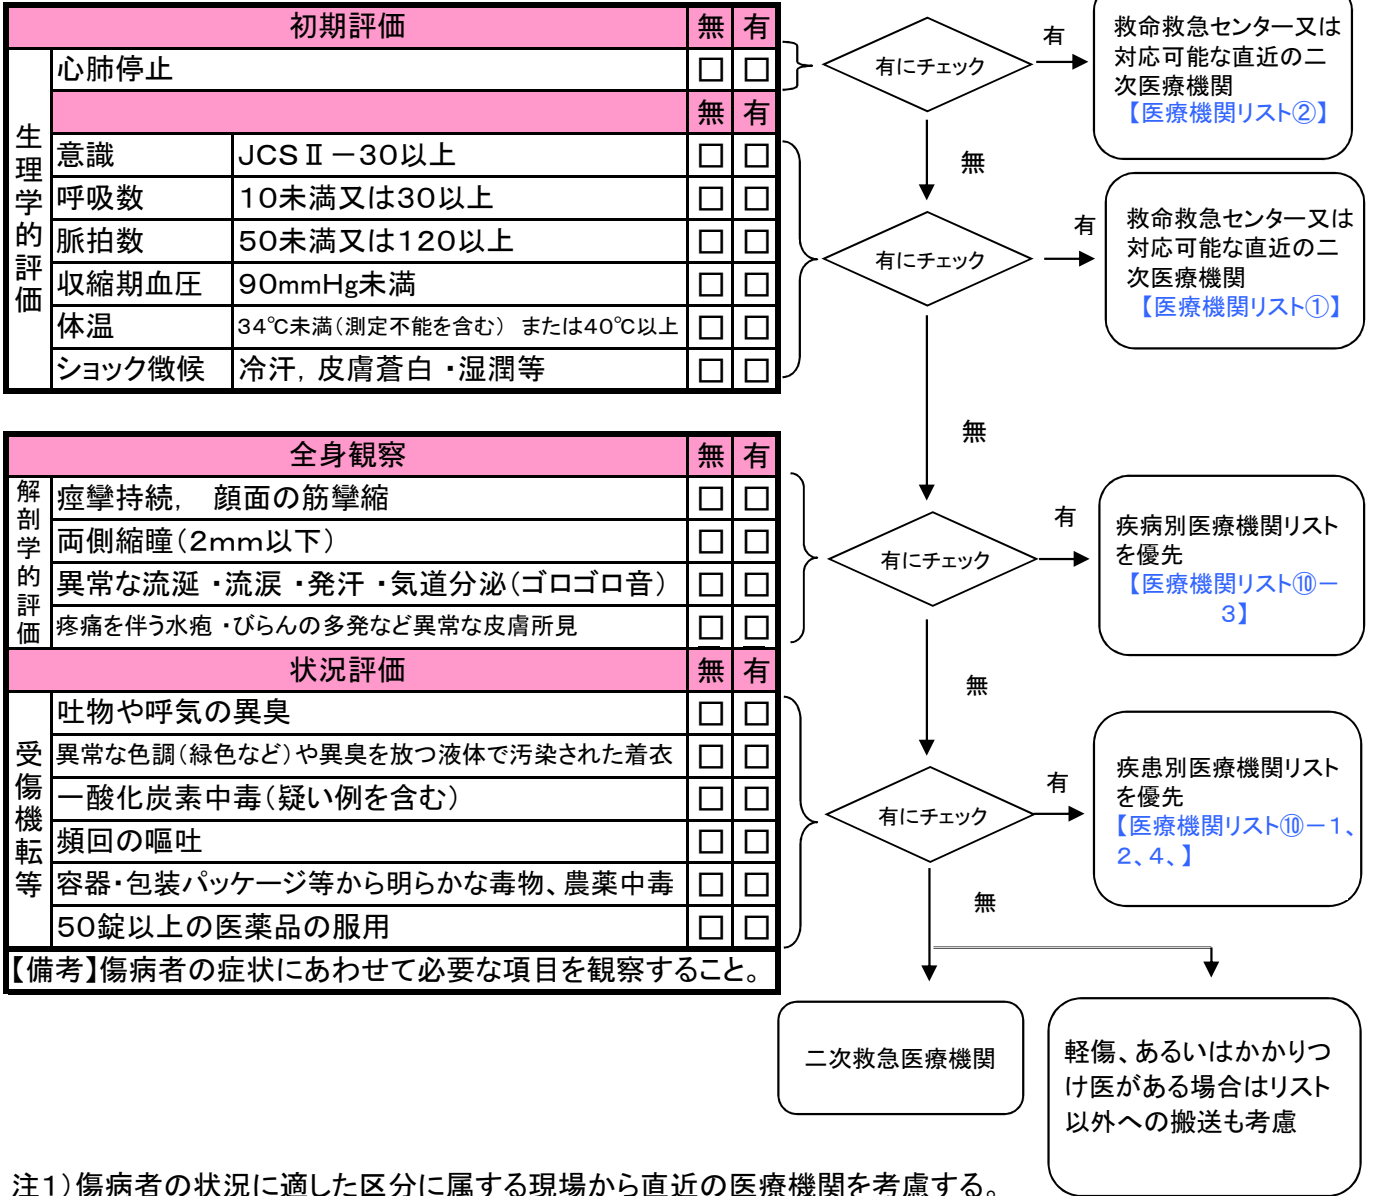 初期評価 無 有
生理学的評価
心肺停止 □ □
無 有
意識 JCSⅡ－30以上 □ □
呼吸数 10未満又は30以上 □ □
脈拍数 50未満又は120以上 □ □
収縮期血圧 90mmHg未満 □ □
体温 34℃未満（測定不能を含む） または40℃以上 □ □
ショック徴候 冷汗，皮膚蒼白・湿潤等 □ □
全身観察 無 有
解剖学的評価
痙攣持続， 顔面の筋攣縮 □ □
両側縮瞳（2mm以下） □ □
異常な流涎・流涙・発汗・気道分泌（ゴロゴロ音） □ □
疼痛を伴う水疱・びらんの多発など異常な皮膚所見 □ □
状況評価 無 有
受傷機転等
吐物や呼気の異臭 □ □
異常な色調（緑色など）や異臭を放つ液体で汚染された着衣 □ □
一酸化炭素中毒（疑い例を含む） □ □
頻回の嘔吐 □ □
容器・包装パッケージ等から明らかな毒物、農薬中毒 □ □
50錠以上の医薬品の服用 □ □
【備考】傷病者の症状にあわせて必要な項目を観察すること。
有にチェック
有
救命救急センター又は
対応可能な直近の二
次医療機関
【医療機関リスト②】
無
有にチェック
有
救命救急センター又は
対応可能な直近の二
次医療機関
【医療機関リスト①】
無
有にチェック
有
疾病別医療機関リスト
を優先
【医療機関リスト⑩－
3】
無
有にチェック
有
疾患別医療機関リスト
を優先
【医療機関リスト⑩－1、
2、4、】
無
二次救急医療機関
軽傷、あるいはかかりつ
け医がある場合はリスト
以外への搬送も考慮
注1）傷病者の状況に適した区分に属する現場から直近の医療機関を考慮する。